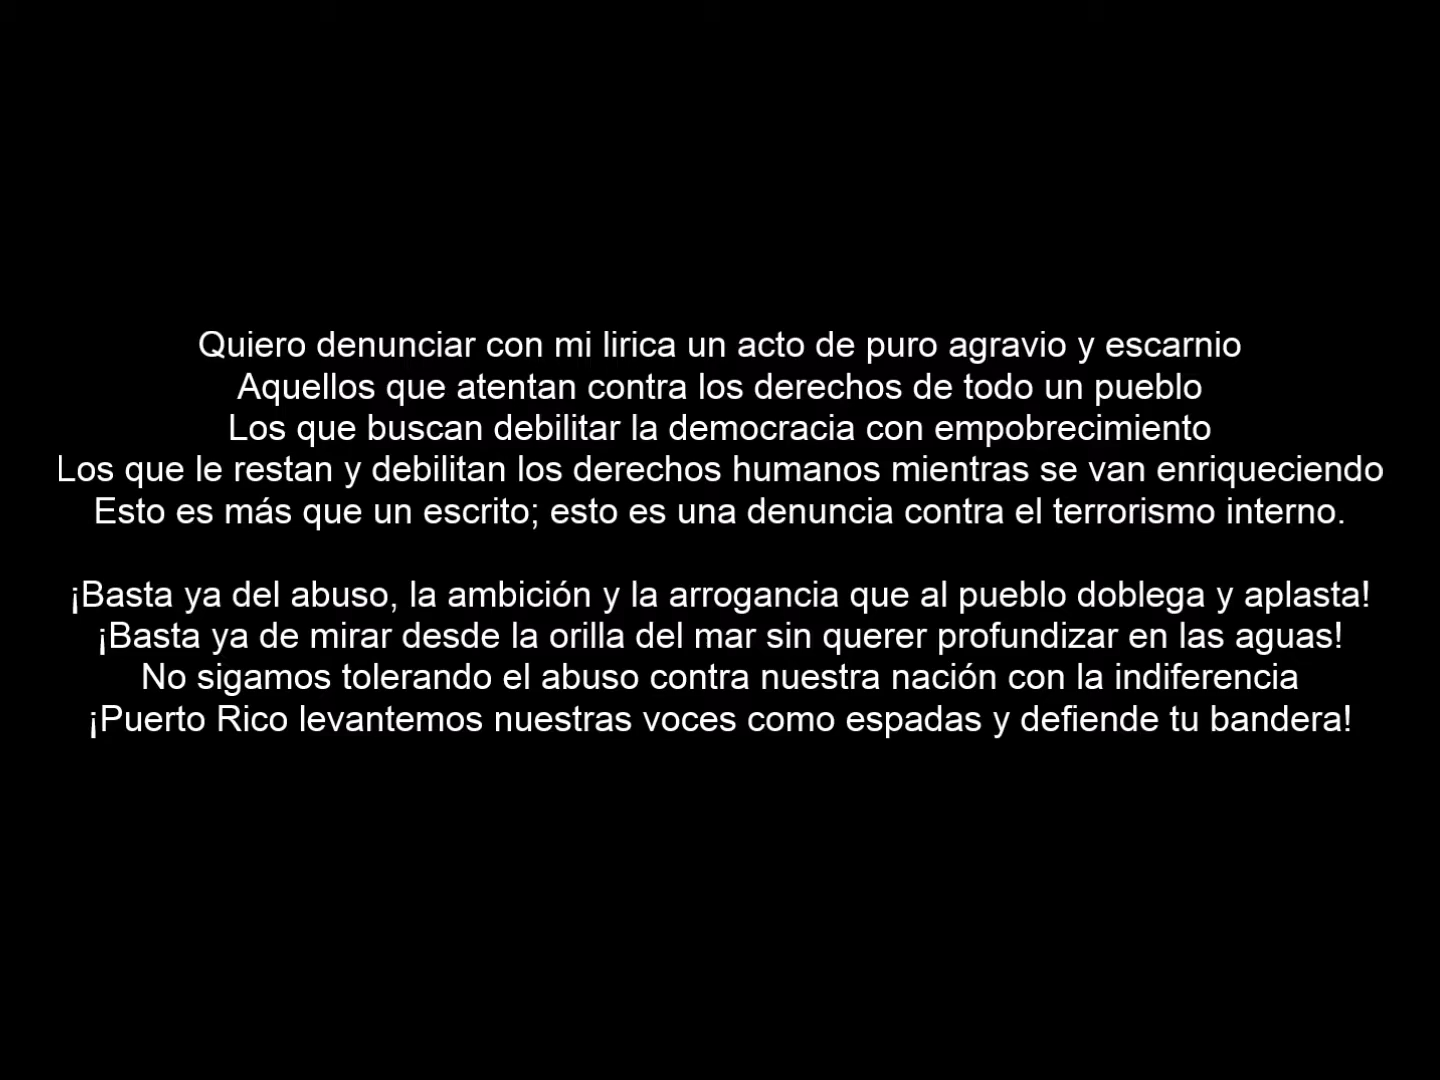 Quiero denunciar con mi lirica un acto de puro agravio y escarnio
Aquellos que atentan contra los derechos de todo un pueblo
Los que buscan debilitar la democracia con empobrecimiento
Los que le restan y debilitan los derechos humanos mientras se van enriqueciendo
Esto es más que un escrito; esto es una denuncia contra el terrorismo interno.
¡Basta ya del abuso, la ambición y la arrogancia que al pueblo doblega y aplasta!
¡Basta ya de mirar desde la orilla del mar sin querer profundizar en las aguas!
No sigamos tolerando el abuso contra nuestra nación con la indiferencia
¡Puerto Rico levantemos nuestras voces como espadas y defiende tu bandera!